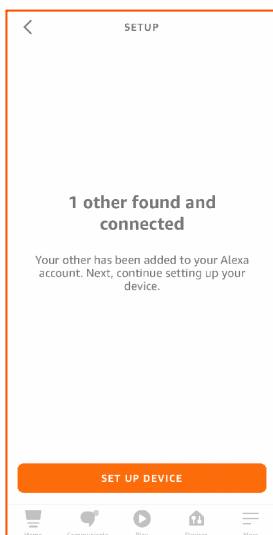 SETUP
1 other found and
connected
Your other has been added to your Alexa
account. Next, continue setting up your
device.
SET UP DEVICE